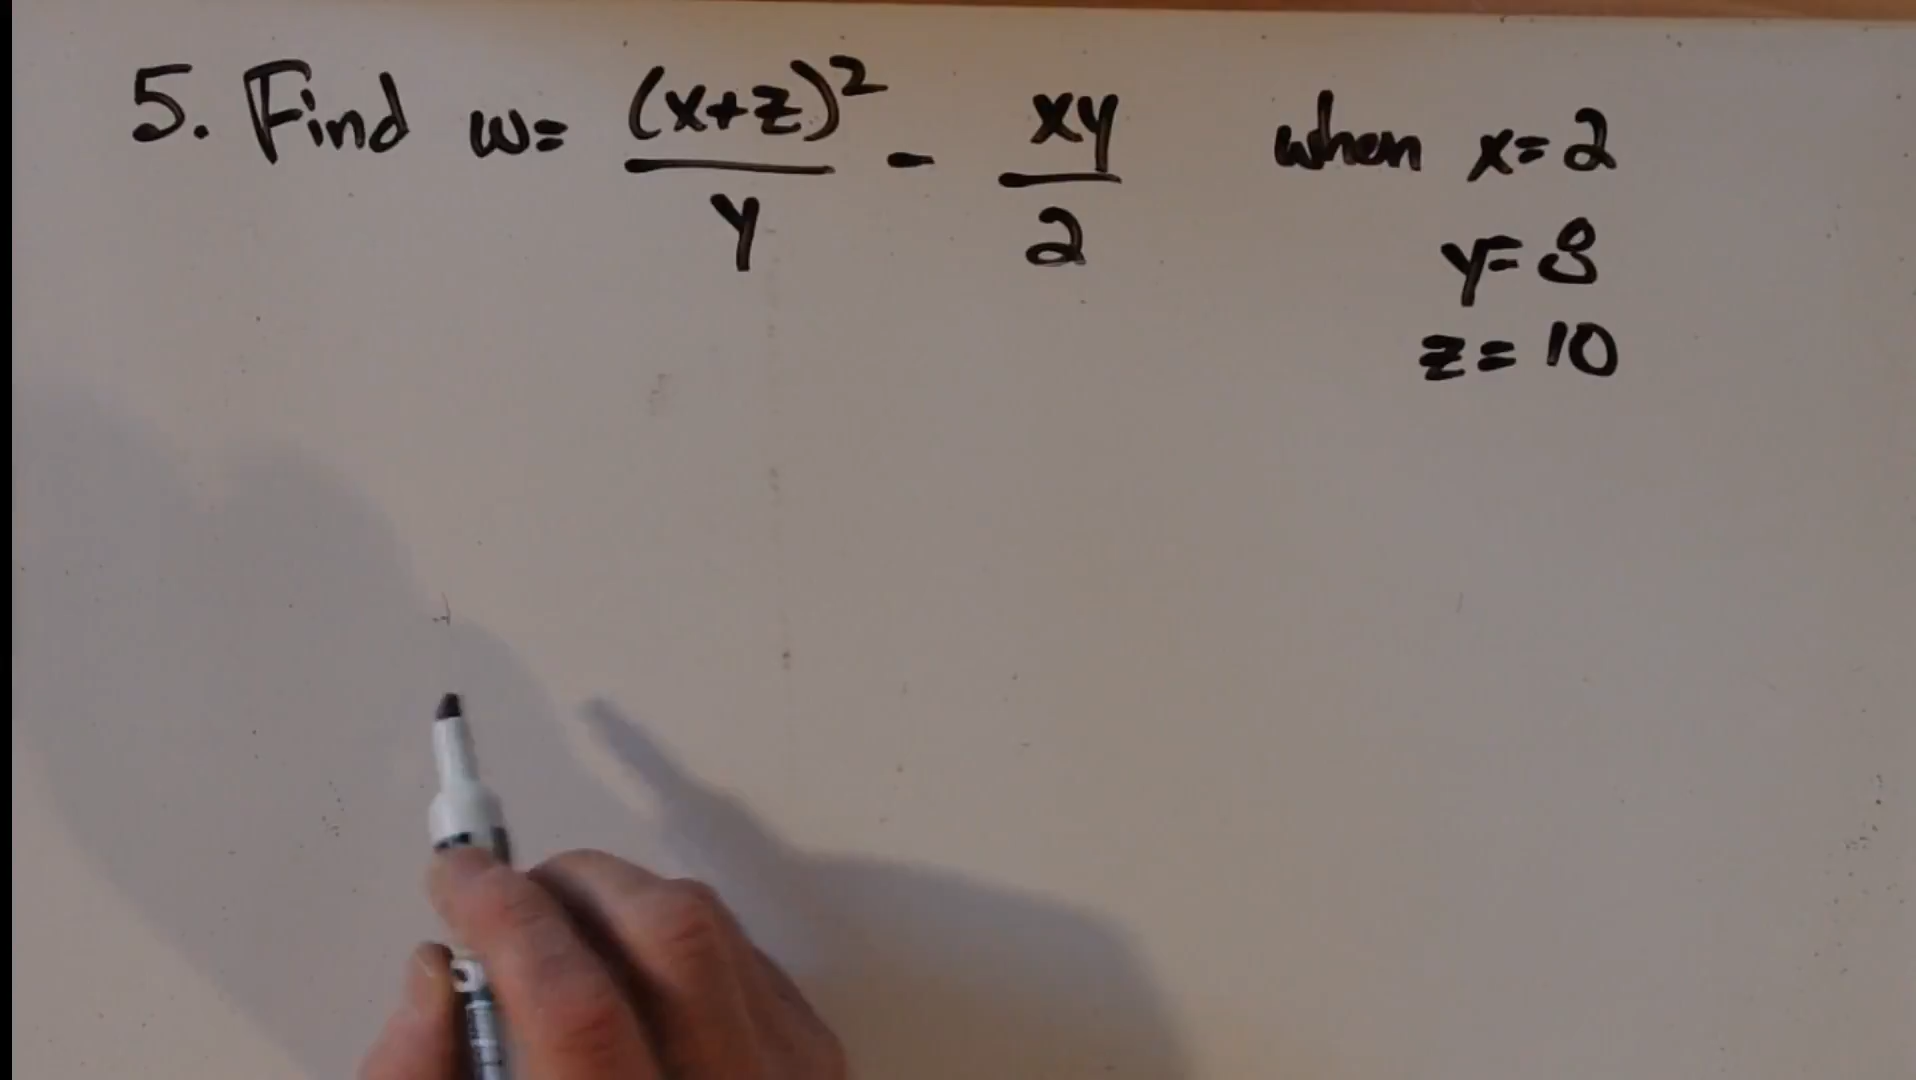 5. Find w= (x+z)²/y - xy/2 when x=2
y=8
z=10